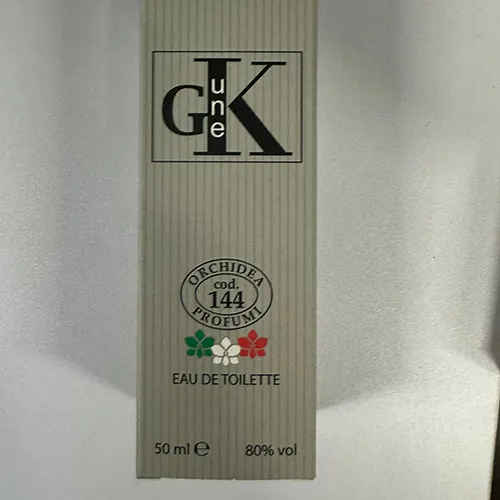 G une K
ORCHIDEA
cod.
144
PROFUMI
EAU DE TOILETTE
50 ml ℮ 80% vol